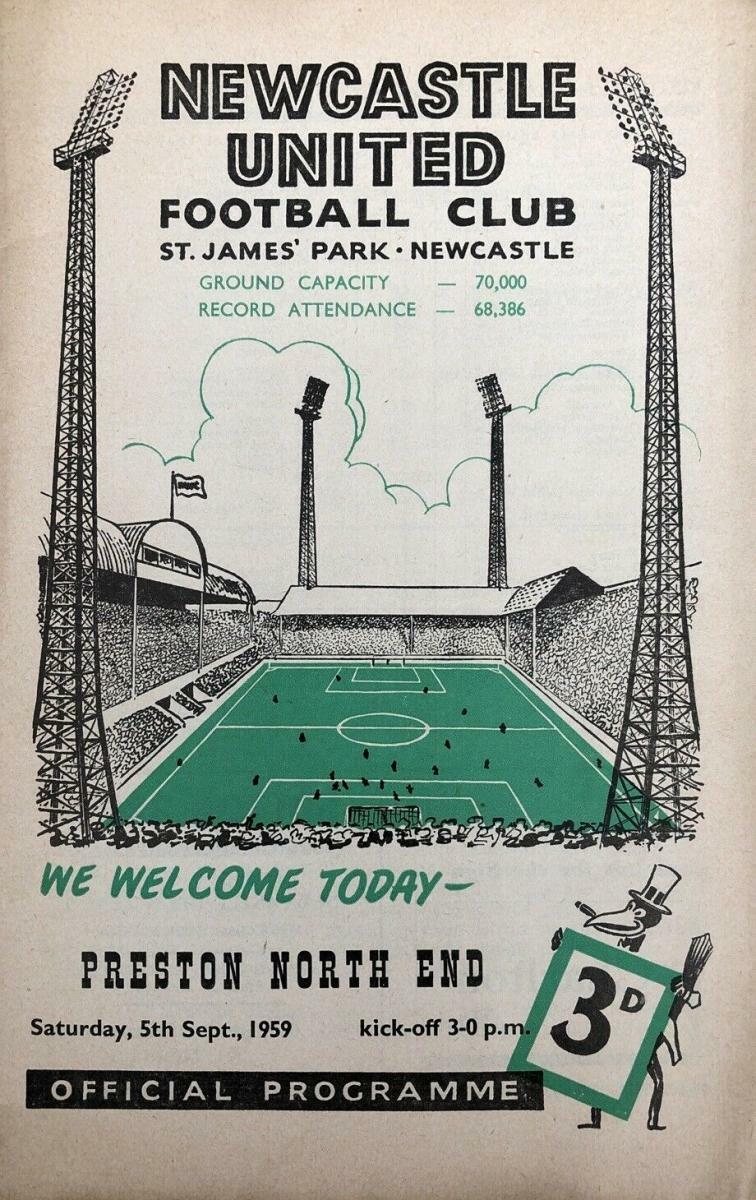 NEWCASTLE
UNITED
FOOTBALL CLUB
ST. JAMES' PARK · NEWCASTLE
GROUND CAPACITY — 70,000
RECORD ATTENDANCE — 68,386
WE WELCOME TODAY—
PRESTON NORTH END
3D
Saturday, 5th Sept., 1959 kick-off 3-0 p.m.
OFFICIAL PROGRAMME